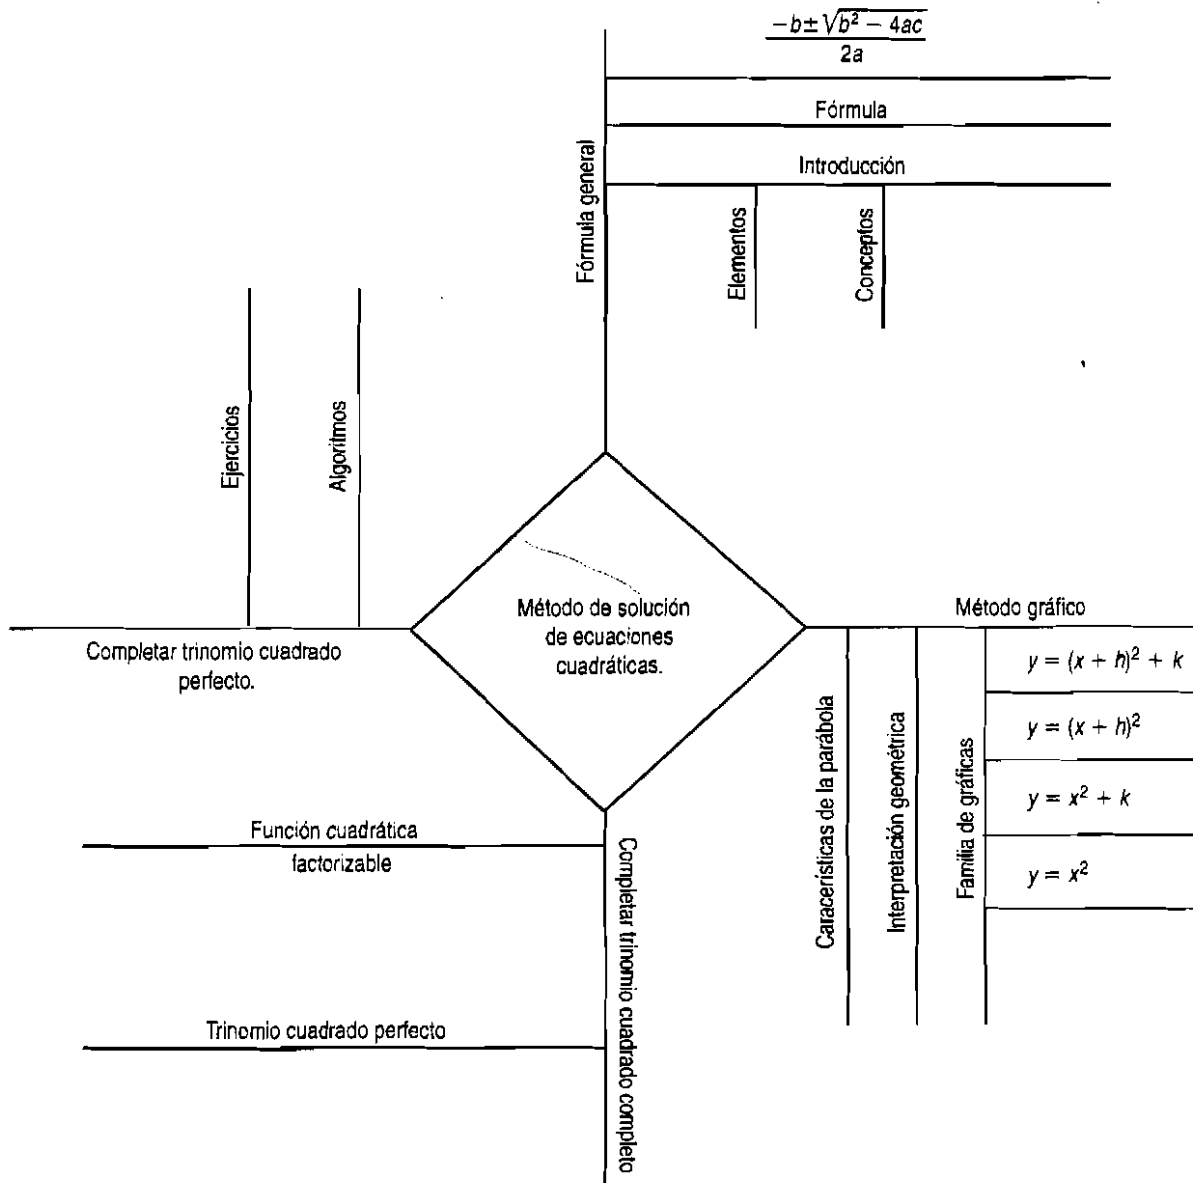 −b ± √b² − 4ac
2a
Fórmula
Introducción
Fórmula general
Elementos
Conceptos
Ejercicios
Algoritmos
Método de solución
de ecuaciones
cuadráticas.
Completar trinomio cuadrado
perfecto.
Método gráfico
y = (x + h)² + k
y = (x + h)²
y = x² + k
y = x²
Caracerísticas de la parábola
Interpretación geométrica
Familia de gráficas
Función cuadrática
factorizable
Completar trinomio cuadrado completo
Trinomio cuadrado perfecto